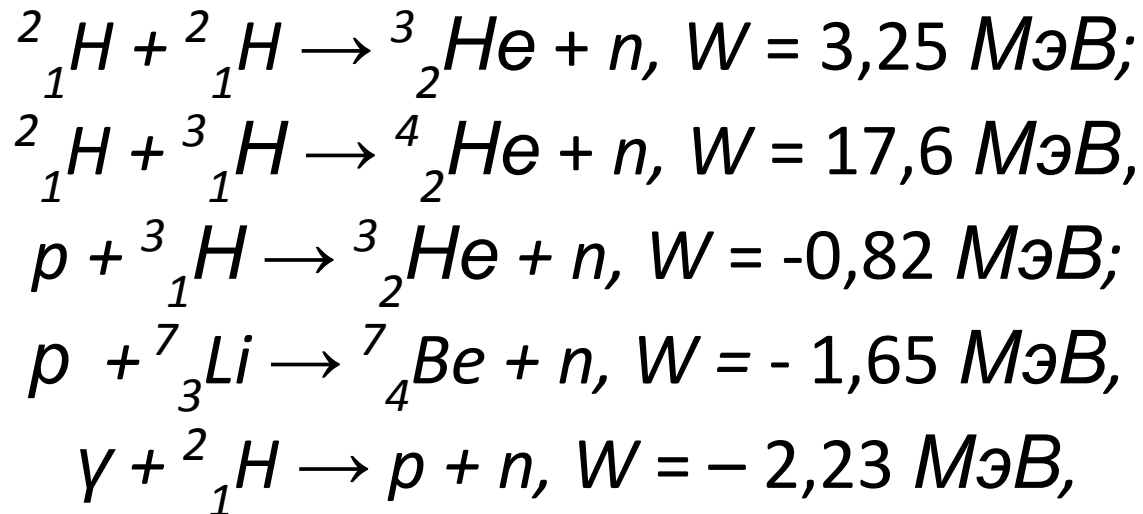 ²₁H + ²₁H → ³₂He + n, W = 3,25 МэВ;
²₁H + ³₁H → ⁴₂He + n, W = 17,6 МэВ,
p + ³₁H → ³₂He + n, W = -0,82 МэВ;
p + ⁷₃Li → ⁷₄Be + n, W = - 1,65 МэВ,
γ + ²₁H → p + n, W = – 2,23 МэВ,